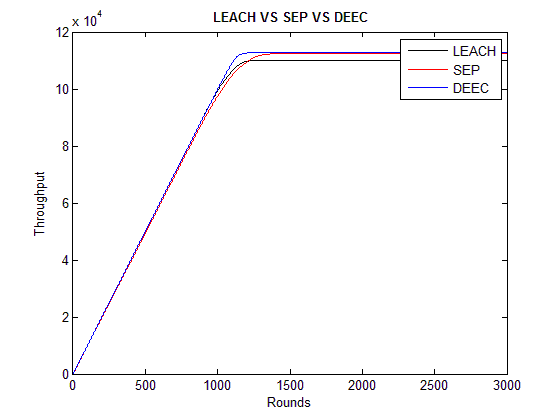 LEACH VS SEP VS DEEC
x 10^4
12
10
8
6
4
2
0
Throughput
LEACH
SEP
DEEC
0 500 1000 1500 2000 2500 3000
Rounds